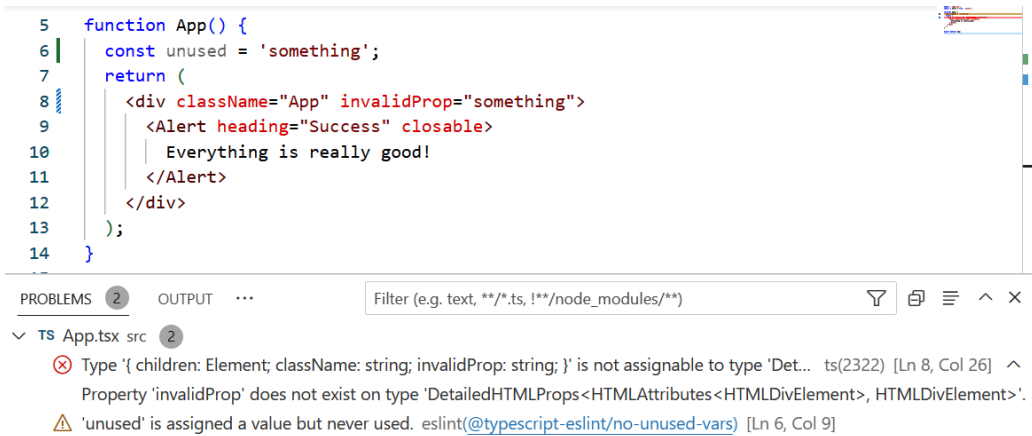 5 function App() {
6 const unused = 'something';
7 return (
8 <div className="App" invalidProp="something">
9 <Alert heading="Success" closable>
10 Everything is really good!
11 </Alert>
12 </div>
13 );
14 }
PROBLEMS 2 OUTPUT ··· Filter (e.g. text, **/*.ts, !**/node_modules/**)
TS App.tsx src 2
Type '{ children: Element; className: string; invalidProp: string; }' is not assignable to type 'Det... ts(2322) [Ln 8, Col 26]
Property 'invalidProp' does not exist on type 'DetailedHTMLProps<HTMLAttributes<HTMLDivElement>, HTMLDivElement>'.
'unused' is assigned a value but never used. eslint(@typescript-eslint/no-unused-vars) [Ln 6, Col 9]